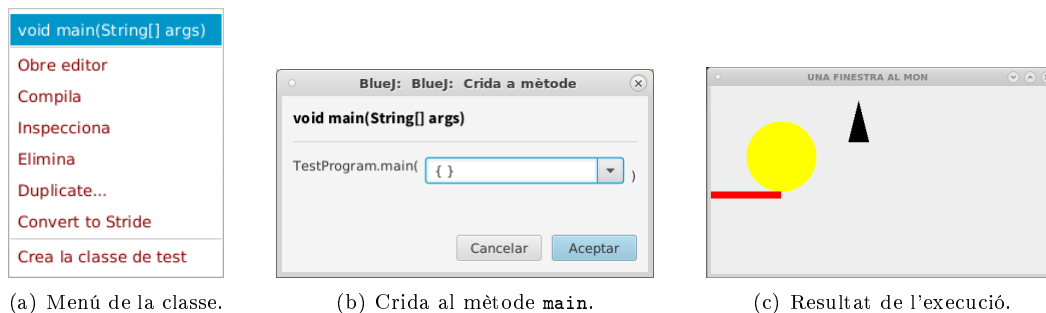 void main(String[] args)
Obre editor
Compila
Inspecciona
Elimina
Duplicate...
Convert to Stride
Crea la classe de test
(a) Menú de la classe.
BlueJ: BlueJ: Crida a mètode
void main(String[] args)
TestProgram.main( { } )
Cancelar Aceptar
(b) Crida al mètode main.
UNA FINESTRA AL MON
(c) Resultat de l'execució.